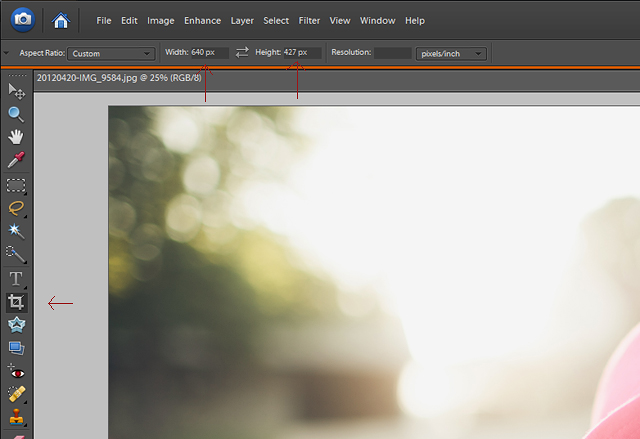 File Edit Image Enhance Layer Select Filter View Window Help
Aspect Ratio: Custom Width: 640 px Height: 427 px Resolution: pixels/inch
20120420-IMG_9584.jpg @ 25% (RGB/8)
T